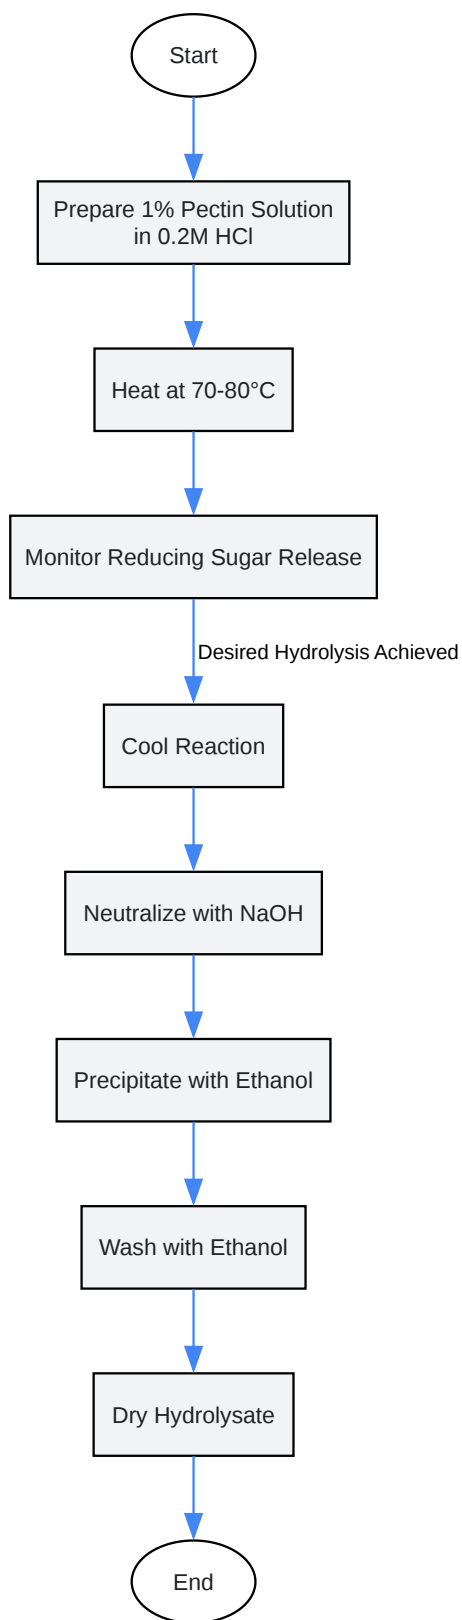 Start
Prepare 1% Pectin Solution
in 0.2M HCl
Heat at 70-80°C
Monitor Reducing Sugar Release
Desired Hydrolysis Achieved
Cool Reaction
Neutralize with NaOH
Precipitate with Ethanol
Wash with Ethanol
Dry Hydrolysate
End